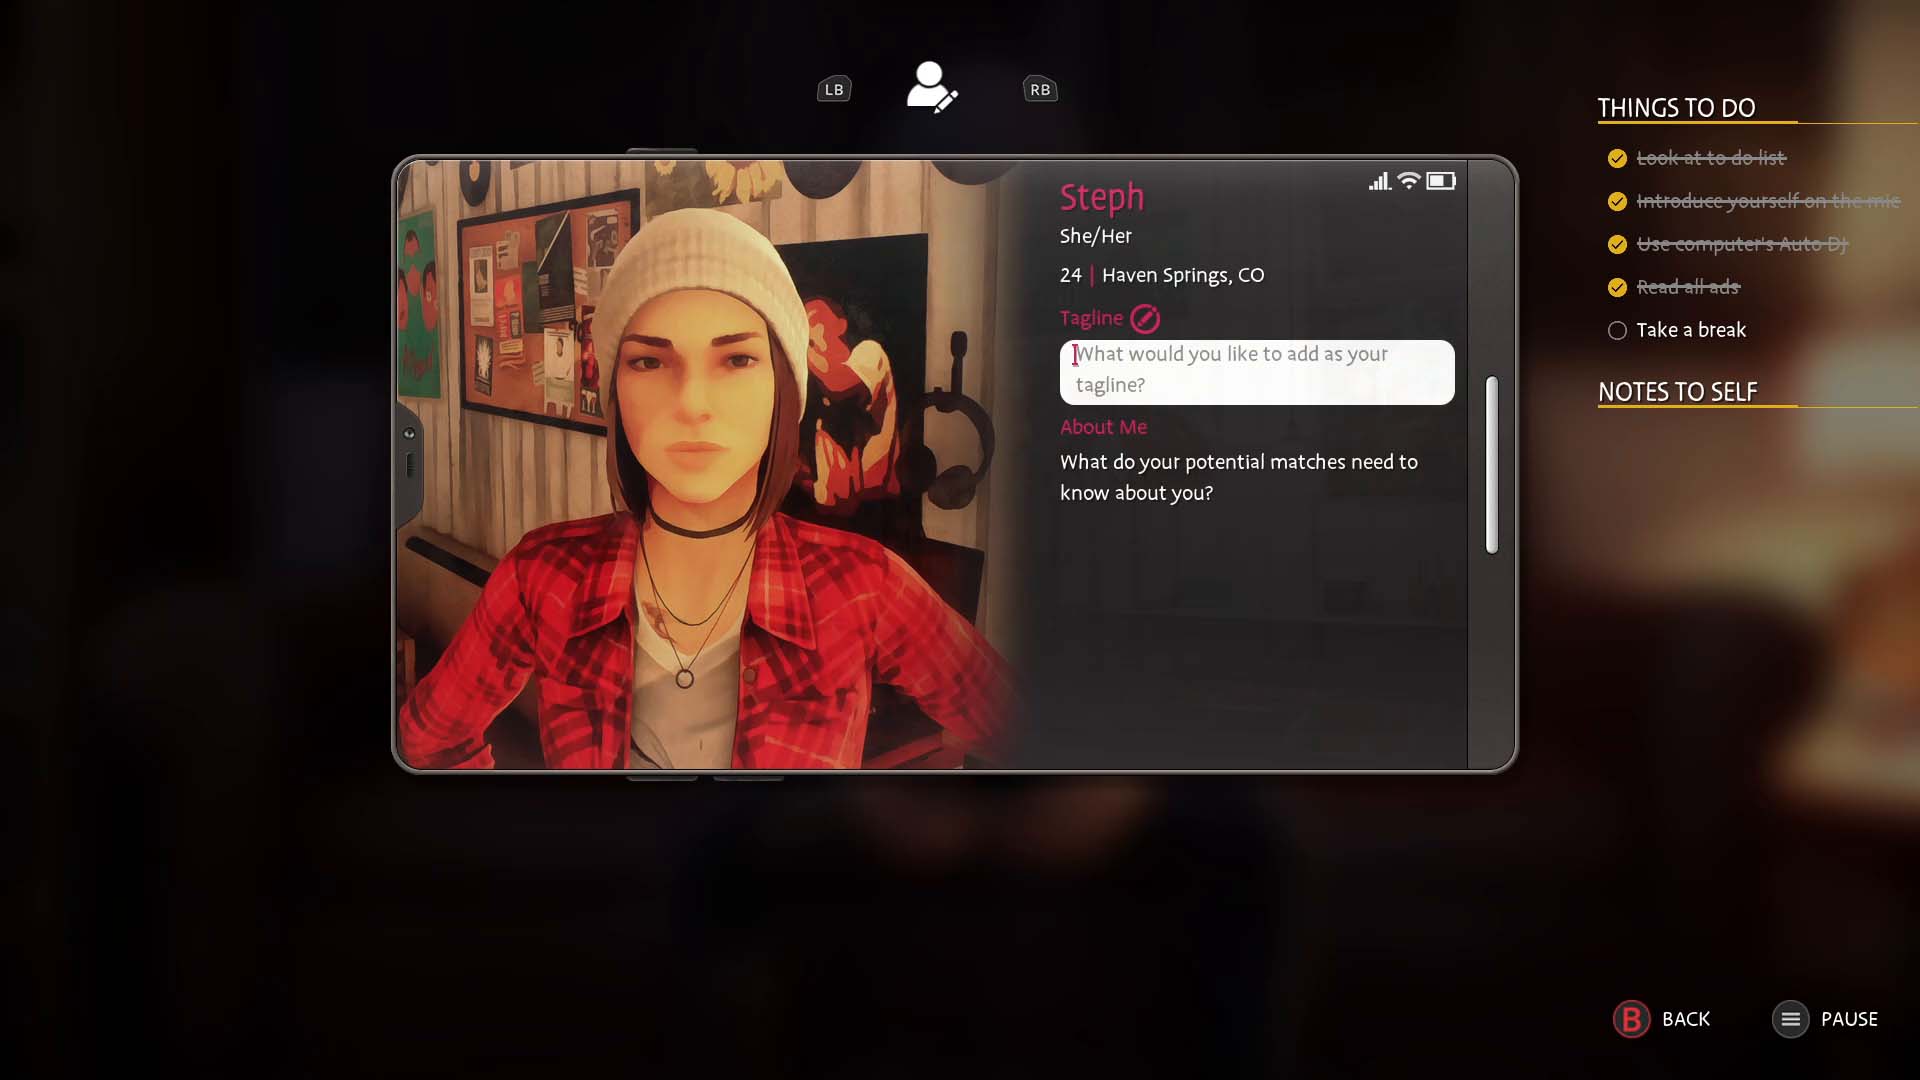 LB
RB
THINGS TO DO
Look at to do list
Introduce yourself on the mic
Use computer's Auto DJ
Read all ads
Take a break
NOTES TO SELF
Steph
She/Her
24 | Haven Springs, CO
Tagline
What would you like to add as your
tagline?
About Me
What do your potential matches need to
know about you?
B BACK
PAUSE